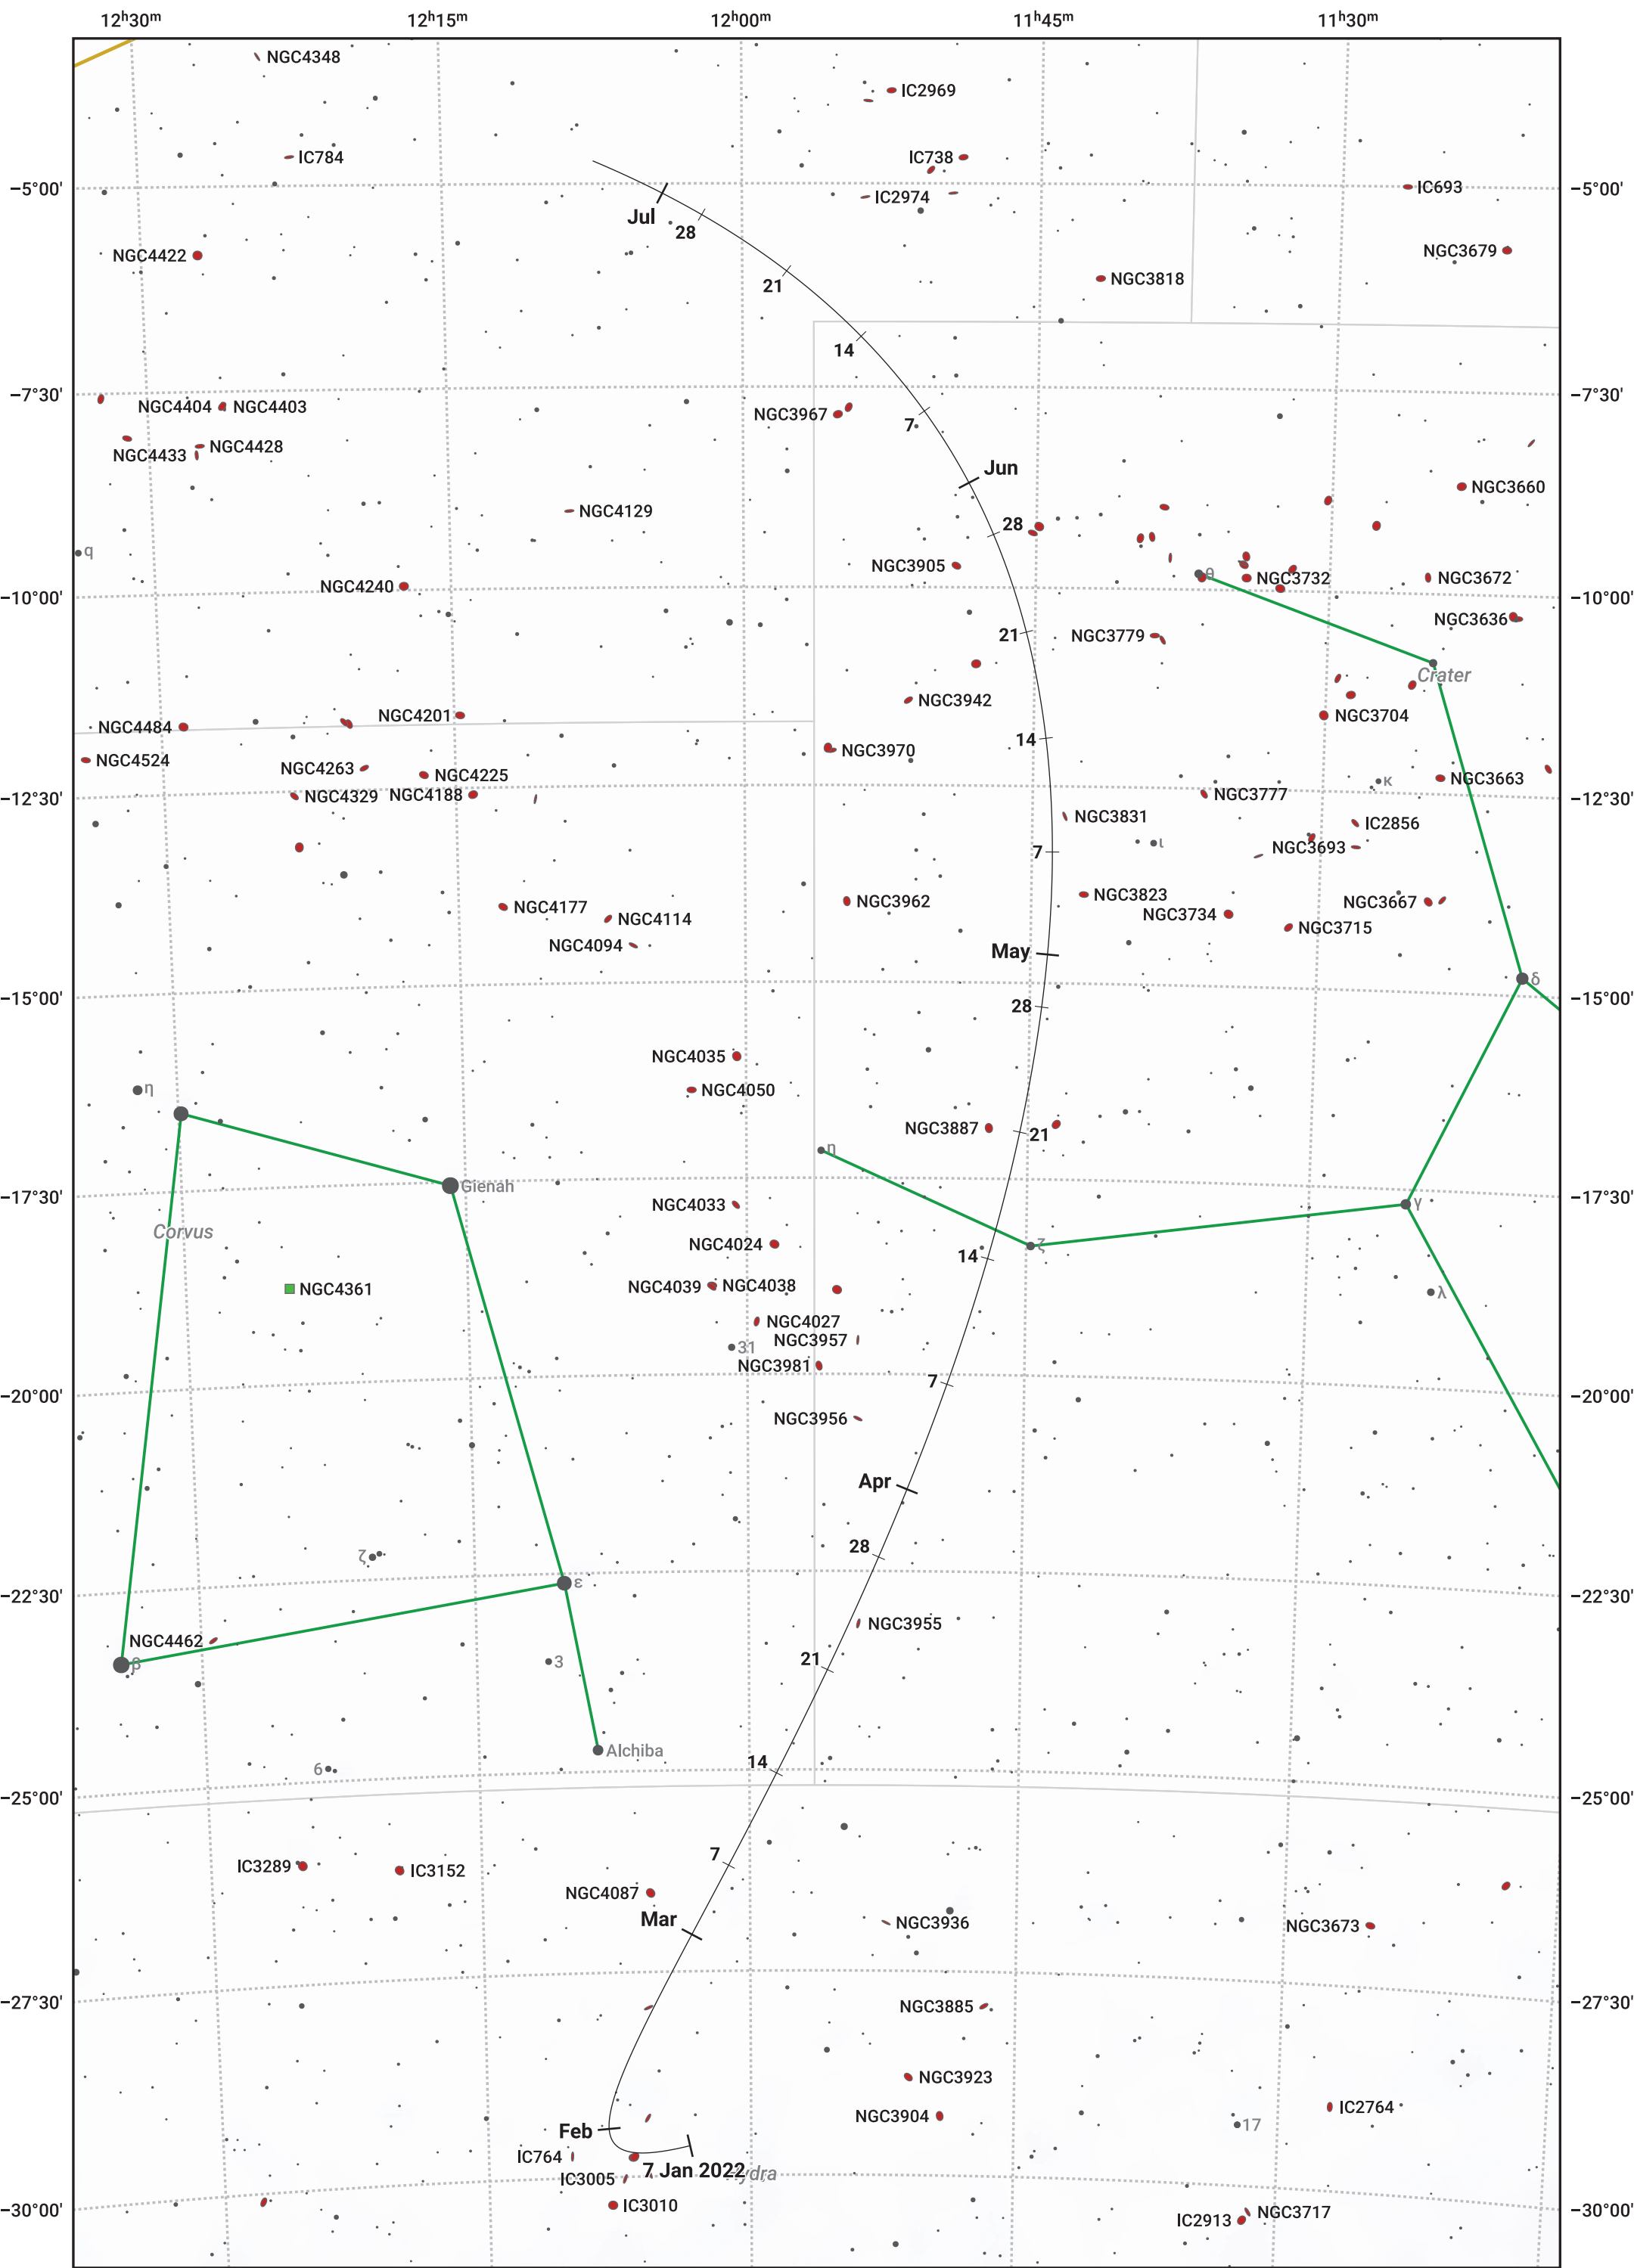 12ʰ30ᵐ 12ʰ15ᵐ 12ʰ00ᵐ 11ʰ45ᵐ 11ʰ30ᵐ
NGC4348
IC2969
IC784
IC738
−5°00' IC2974 IC693 −5°00'
Jul
28
NGC4422 NGC3679
21 NGC3818
14
−7°30' −7°30'
NGC4404 NGC4403 NGC3967
7
NGC4433 NGC4428
Jun
NGC3660
NGC4129
28
q
NGC3905
θ NGC3732 NGC3672
NGC4240
−10°00' −10°00'
NGC3636
21 NGC3779
Crater
NGC3942
NGC4201 NGC3704
NGC4484
14
NGC3970
NGC4524
NGC4263 NGC4225 κ NGC3663
NGC4329 NGC4188 NGC3777
−12°30' −12°30'
NGC3831 IC2856
ι NGC3693
7
NGC3823
NGC4177 NGC3962 NGC3667
NGC4114 NGC3734
NGC3715
NGC4094
May
δ
−15°00' −15°00'
28
NGC4035
η NGC4050
NGC3887 21
η
Gienah
−17°30' −17°30'
NGC4033 γ
Corvus
NGC4024 ζ
14
NGC4361 NGC4039 NGC4038
λ
NGC4027
NGC3957
31
NGC3981
7
−20°00' −20°00'
NGC3956
Apr
28
ζ
ε
−22°30' −22°30'
NGC3955
NGC4462
β 3 21
Alchiba
14
6
−25°00' −25°00'
7
IC3289 IC3152
NGC4087
Mar NGC3936 NGC3673
−27°30' NGC3885 −27°30'
NGC3923
NGC3904 IC2764
17
Feb
IC764
7 Jan 2022 Hydra
IC3005
IC3010
−30°00' −30°00'
NGC3717
IC2913